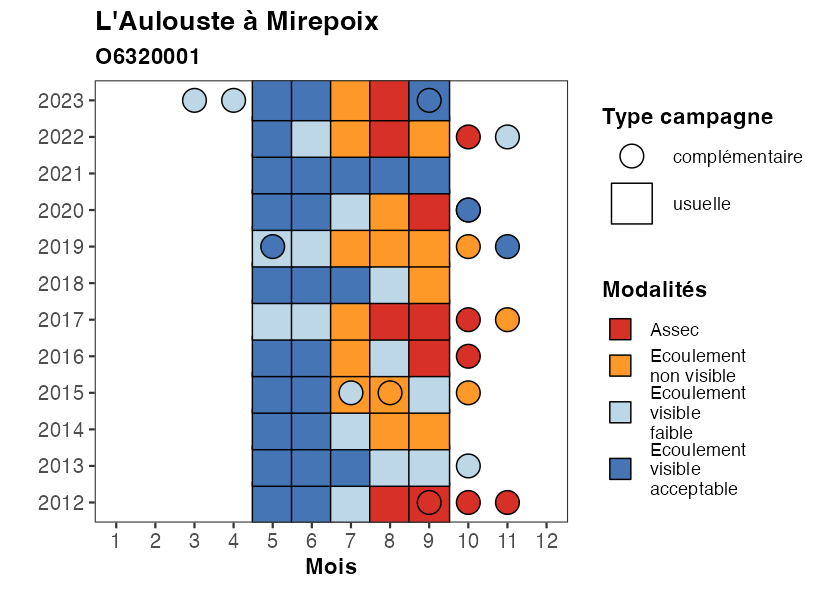 L'Aulouste à Mirepoix
O6320001
2023
2022
2021
2020
2019
2018
2017
2016
2015
2014
2013
2012
1 2 3 4 5 6 7 8 9 10 11 12
Mois
Type campagne
complémentaire
usuelle
Modalités
Assec
Ecoulement
non visible
Ecoulement
visible
faible
Ecoulement
visible
acceptable